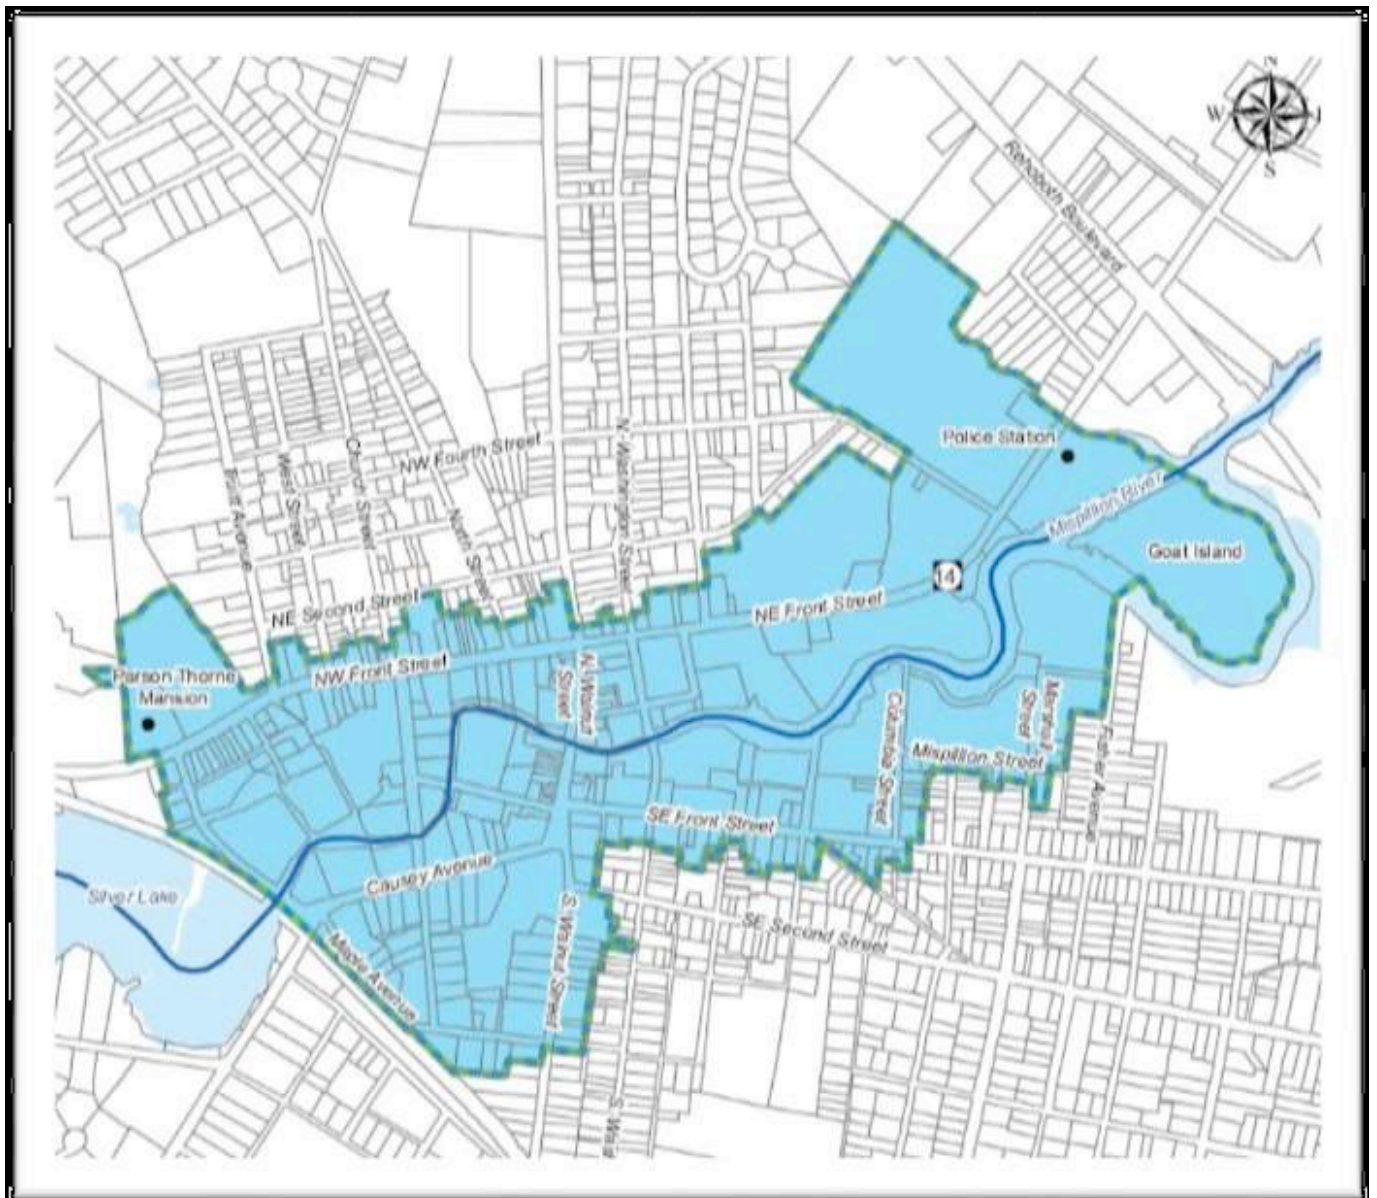 N
W
S
Rehoboth Boulevard
Police Station
Mispillion River
Goat Island
14
NE Front Street
N. Washington Street
NW Fourth Street
Church Street
West Street
North Street
NE Second Street
NW Front Street
Parson Thorne
Mansion
N. Walnut
Street
Columbia Street
Marshall
Street
Mispillion Street
Fisher Avenue
SE Front Street
Causey Avenue
Silver Lake
Maple Avenue
S. Walnut Street
SE Second Street
S. Wal